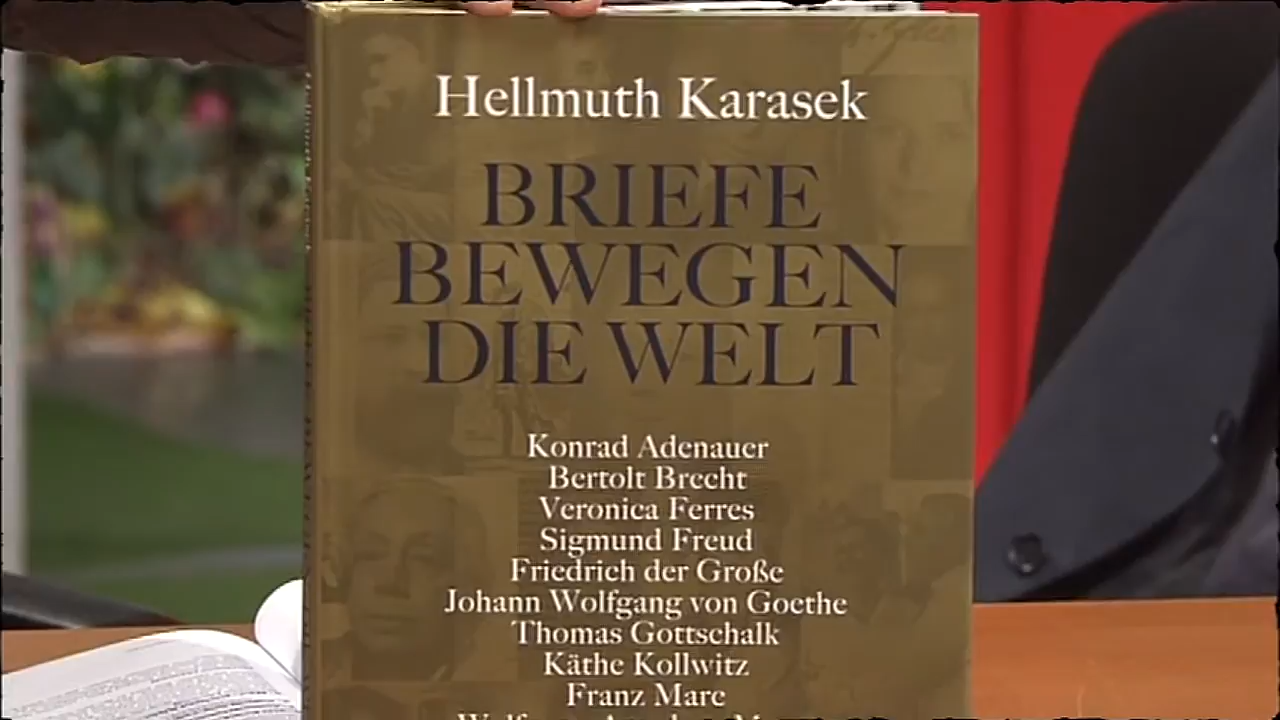 Hellmuth Karasek
BRIEFE
BEWEGEN
DIE WELT
Konrad Adenauer
Bertolt Brecht
Veronica Ferres
Sigmund Freud
Friedrich der Große
Johann Wolfgang von Goethe
Thomas Gottschalk
Käthe Kollwitz
Franz Marc